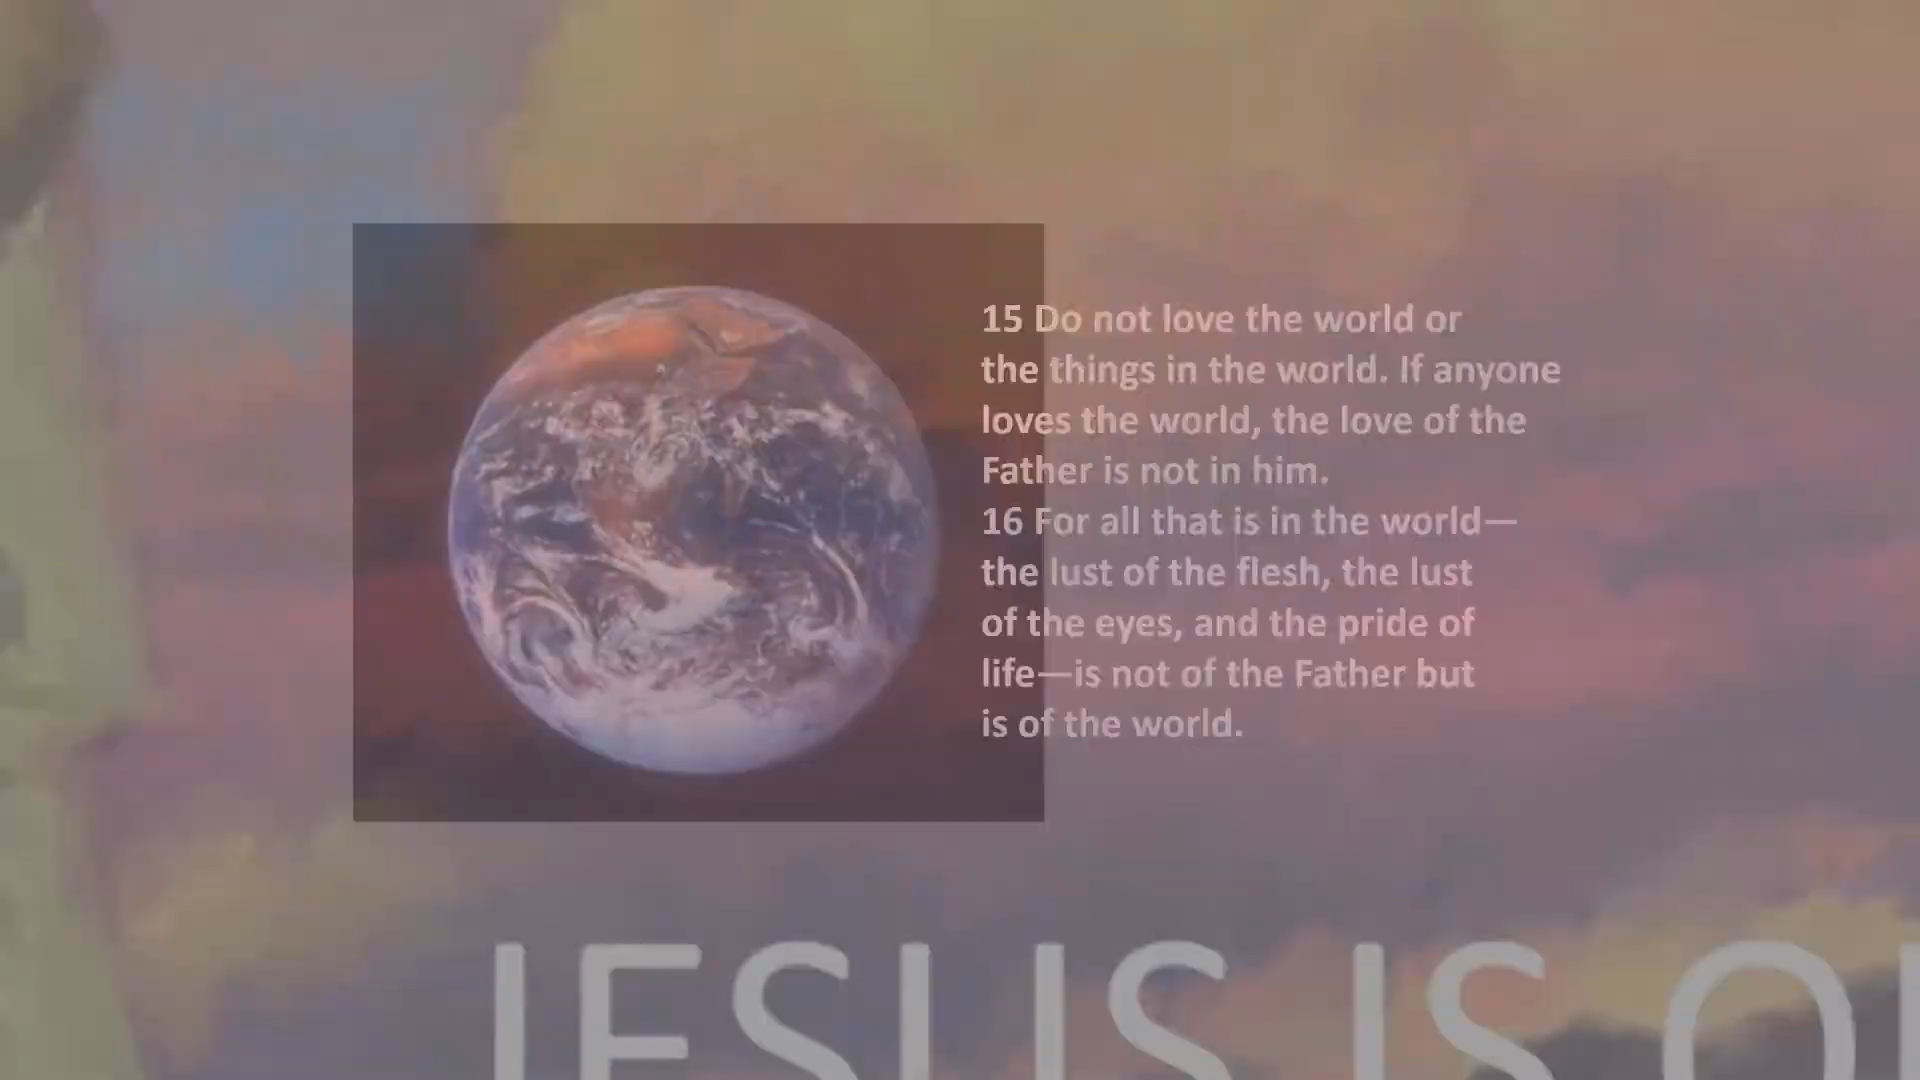 15 Do not love the world or
the things in the world. If anyone
loves the world, the love of the
Father is not in him.
16 For all that is in the world—
the lust of the flesh, the lust
of the eyes, and the pride of
life—is not of the Father but
is of the world.
JESUS IS